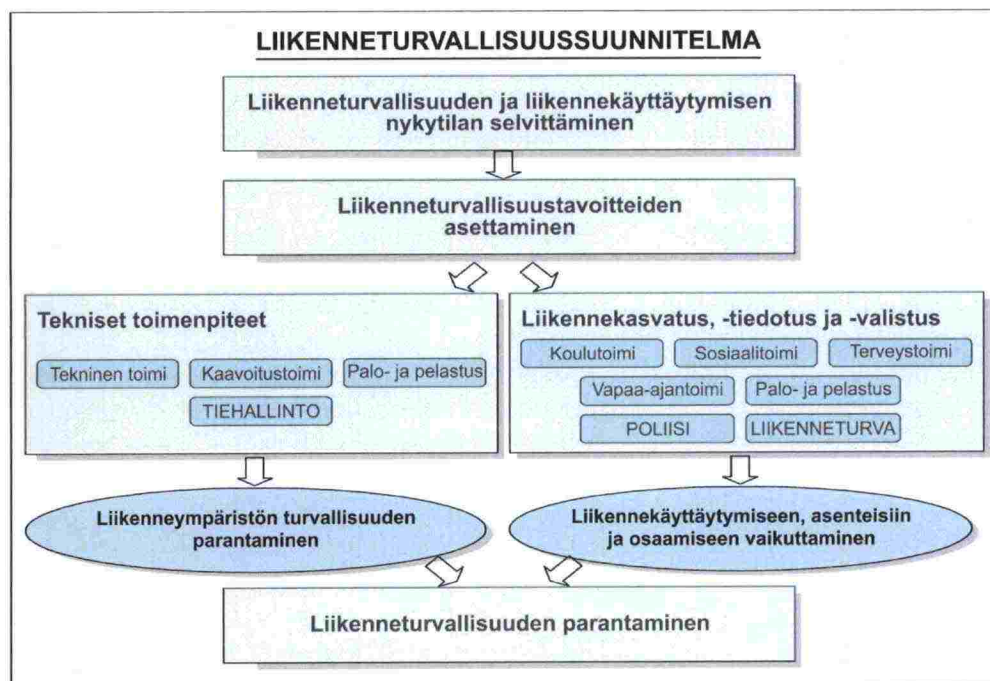 LIIKENNETURVALLISUUSSUUNNITELMA
Liikenneturvallisuuden ja liikennekäyttäytymisen
nykytilan selvittäminen
Liikenneturvallisuustavoitteiden
asettaminen
Tekniset toimenpiteet
Tekninen toimi
Kaavoitustoimi
Palo- ja pelastus
TIEHALLINTO
Liikennekasvatus, -tiedotus ja -valistus
Koulutoimi
Sosiaalitoimi
Terveystoimi
Vapaa-ajantoimi
Palo- ja pelastus
POLIISI
LIIKENNETURVA
Liikenneympäristön turvallisuuden
parantaminen
Liikennekäyttäytymiseen, asenteisiin
ja osaamiseen vaikuttaminen
Liikenneturvallisuuden parantaminen